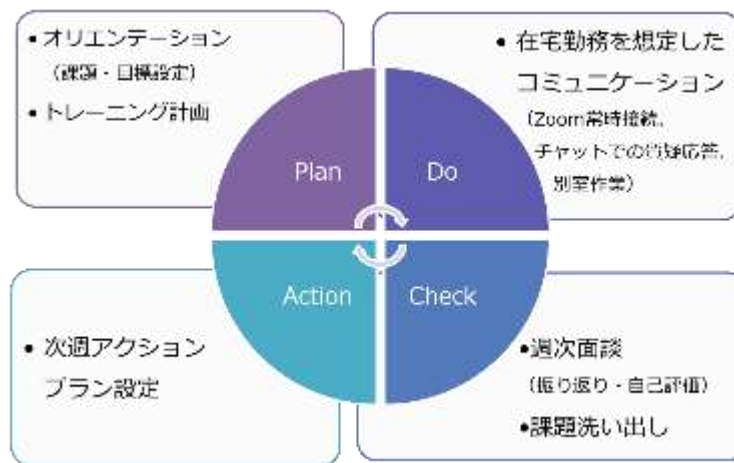 • オリエンテーション
(課題・目標設定)
• トレーニング計画
Plan
• 在宅勤務を想定した
コミュニケーション
(Zoom常時接続、
チャットでの質疑応答、
別室作業)
Do
Action
• 次週アクション
プラン設定
Check
•週次面談
(振り返り・自己評価)
•課題洗い出し